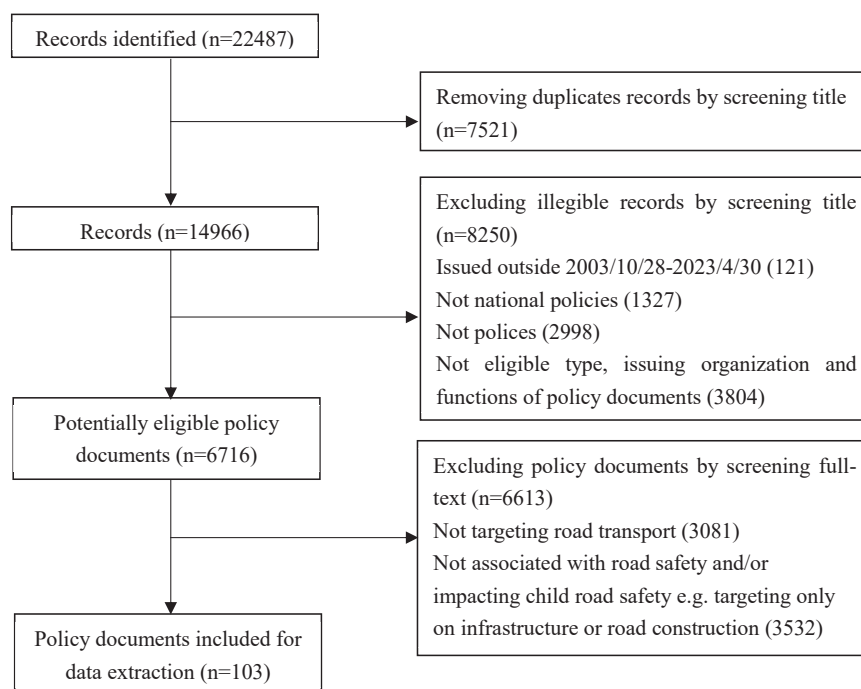 Records identified (n=22487)
Removing duplicates records by screening title
(n=7521)
Records (n=14966)
Excluding illegible records by screening title
(n=8250)
Issued outside 2003/10/28-2023/4/30 (121)
Not national policies (1327)
Not polices (2998)
Not eligible type, issuing organization and
functions of policy documents (3804)
Potentially eligible policy
documents (n=6716)
Excluding policy documents by screening full-
text (n=6613)
Not targeting road transport (3081)
Not associated with road safety and/or
impacting child road safety e.g. targeting only
on infrastructure or road construction (3532)
Policy documents included for
data extraction (n=103)